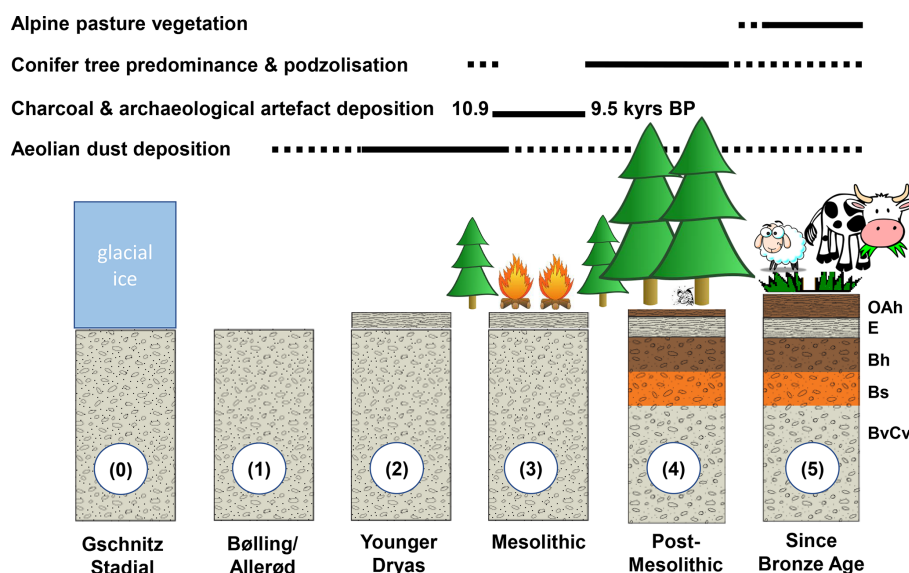 Alpine pasture vegetation
Conifer tree predominance & podzolisation
Charcoal & archaeological artefact deposition 10.9 9.5 kyrs BP
Aeolian dust deposition
glacial
ice
OAh
E
Bh
Bs
BvCv
(0) (1) (2) (3) (4) (5)
Gschnitz Bølling/ Younger Mesolithic Post- Since
Stadial Allerød Dryas Mesolithic Bronze Age